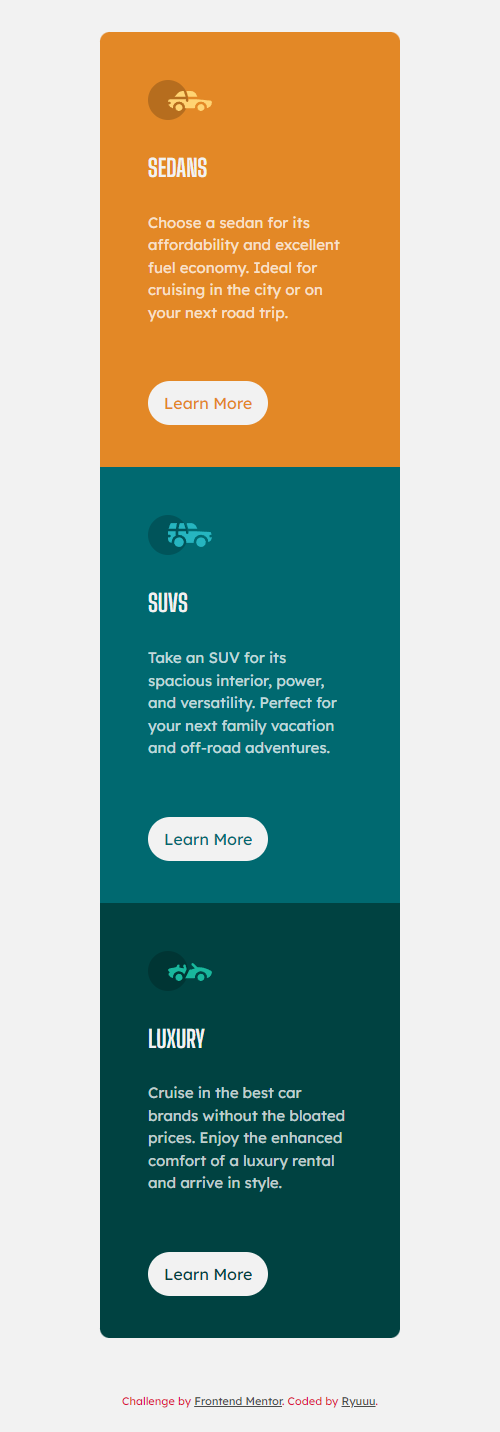 SEDANS
Choose a sedan for its
affordability and excellent
fuel economy. Ideal for
cruising in the city or on
your next road trip.
Learn More
SUVS
Take an SUV for its
spacious interior, power,
and versatility. Perfect for
your next family vacation
and off-road adventures.
Learn More
LUXURY
Cruise in the best car
brands without the bloated
prices. Enjoy the enhanced
comfort of a luxury rental
and arrive in style.
Learn More
Challenge by Frontend Mentor. Coded by Ryuuu.